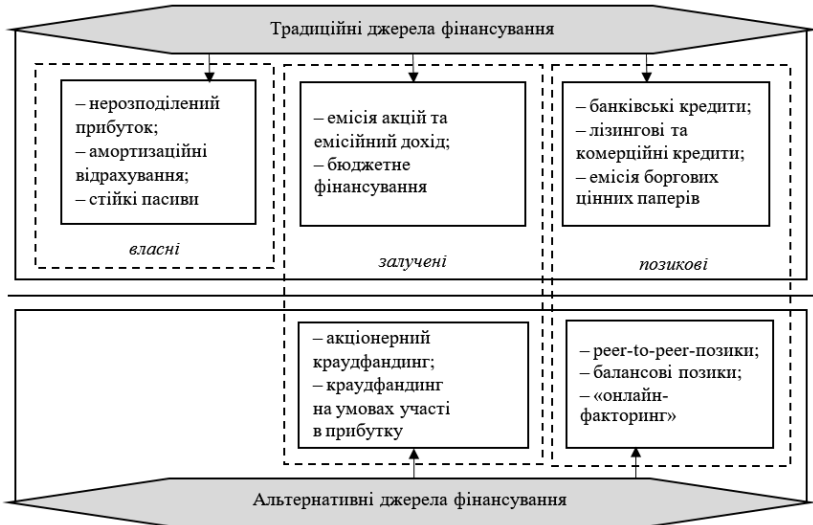 Традиційні джерела фінансування
– нерозподілений
прибуток;
– амортизаційні
відрахування;
– стійкі пасиви
власні
– емісія акцій та
емісійний дохід;
– бюджетне
фінансування
залучені
– банківські кредити;
– лізингові та
комерційні кредити;
– емісія боргових
цінних паперів
позикові
– акціонерний
краудфандинг;
– краудфандинг
на умовах участі
в прибутку
– peer-to-peer-позики;
– балансові позики;
– «онлайн-
факторинг»
Альтернативні джерела фінансування